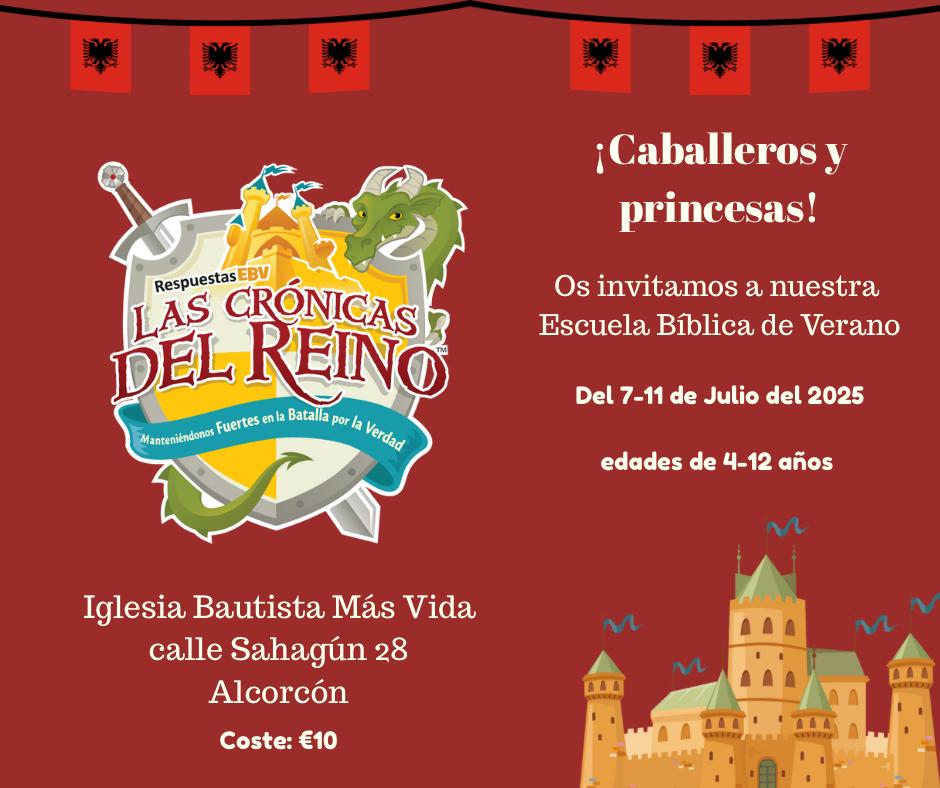 Respuestas EBV
LAS CRÓNICAS
DEL REINO™
Manteniéndonos Fuertes en la Batalla por la Verdad
Iglesia Bautista Más Vida
calle Sahagún 28
Alcorcón
Coste: €10
¡Caballeros y
princesas!
Os invitamos a nuestra
Escuela Bíblica de Verano
Del 7-11 de Julio del 2025
edades de 4-12 años